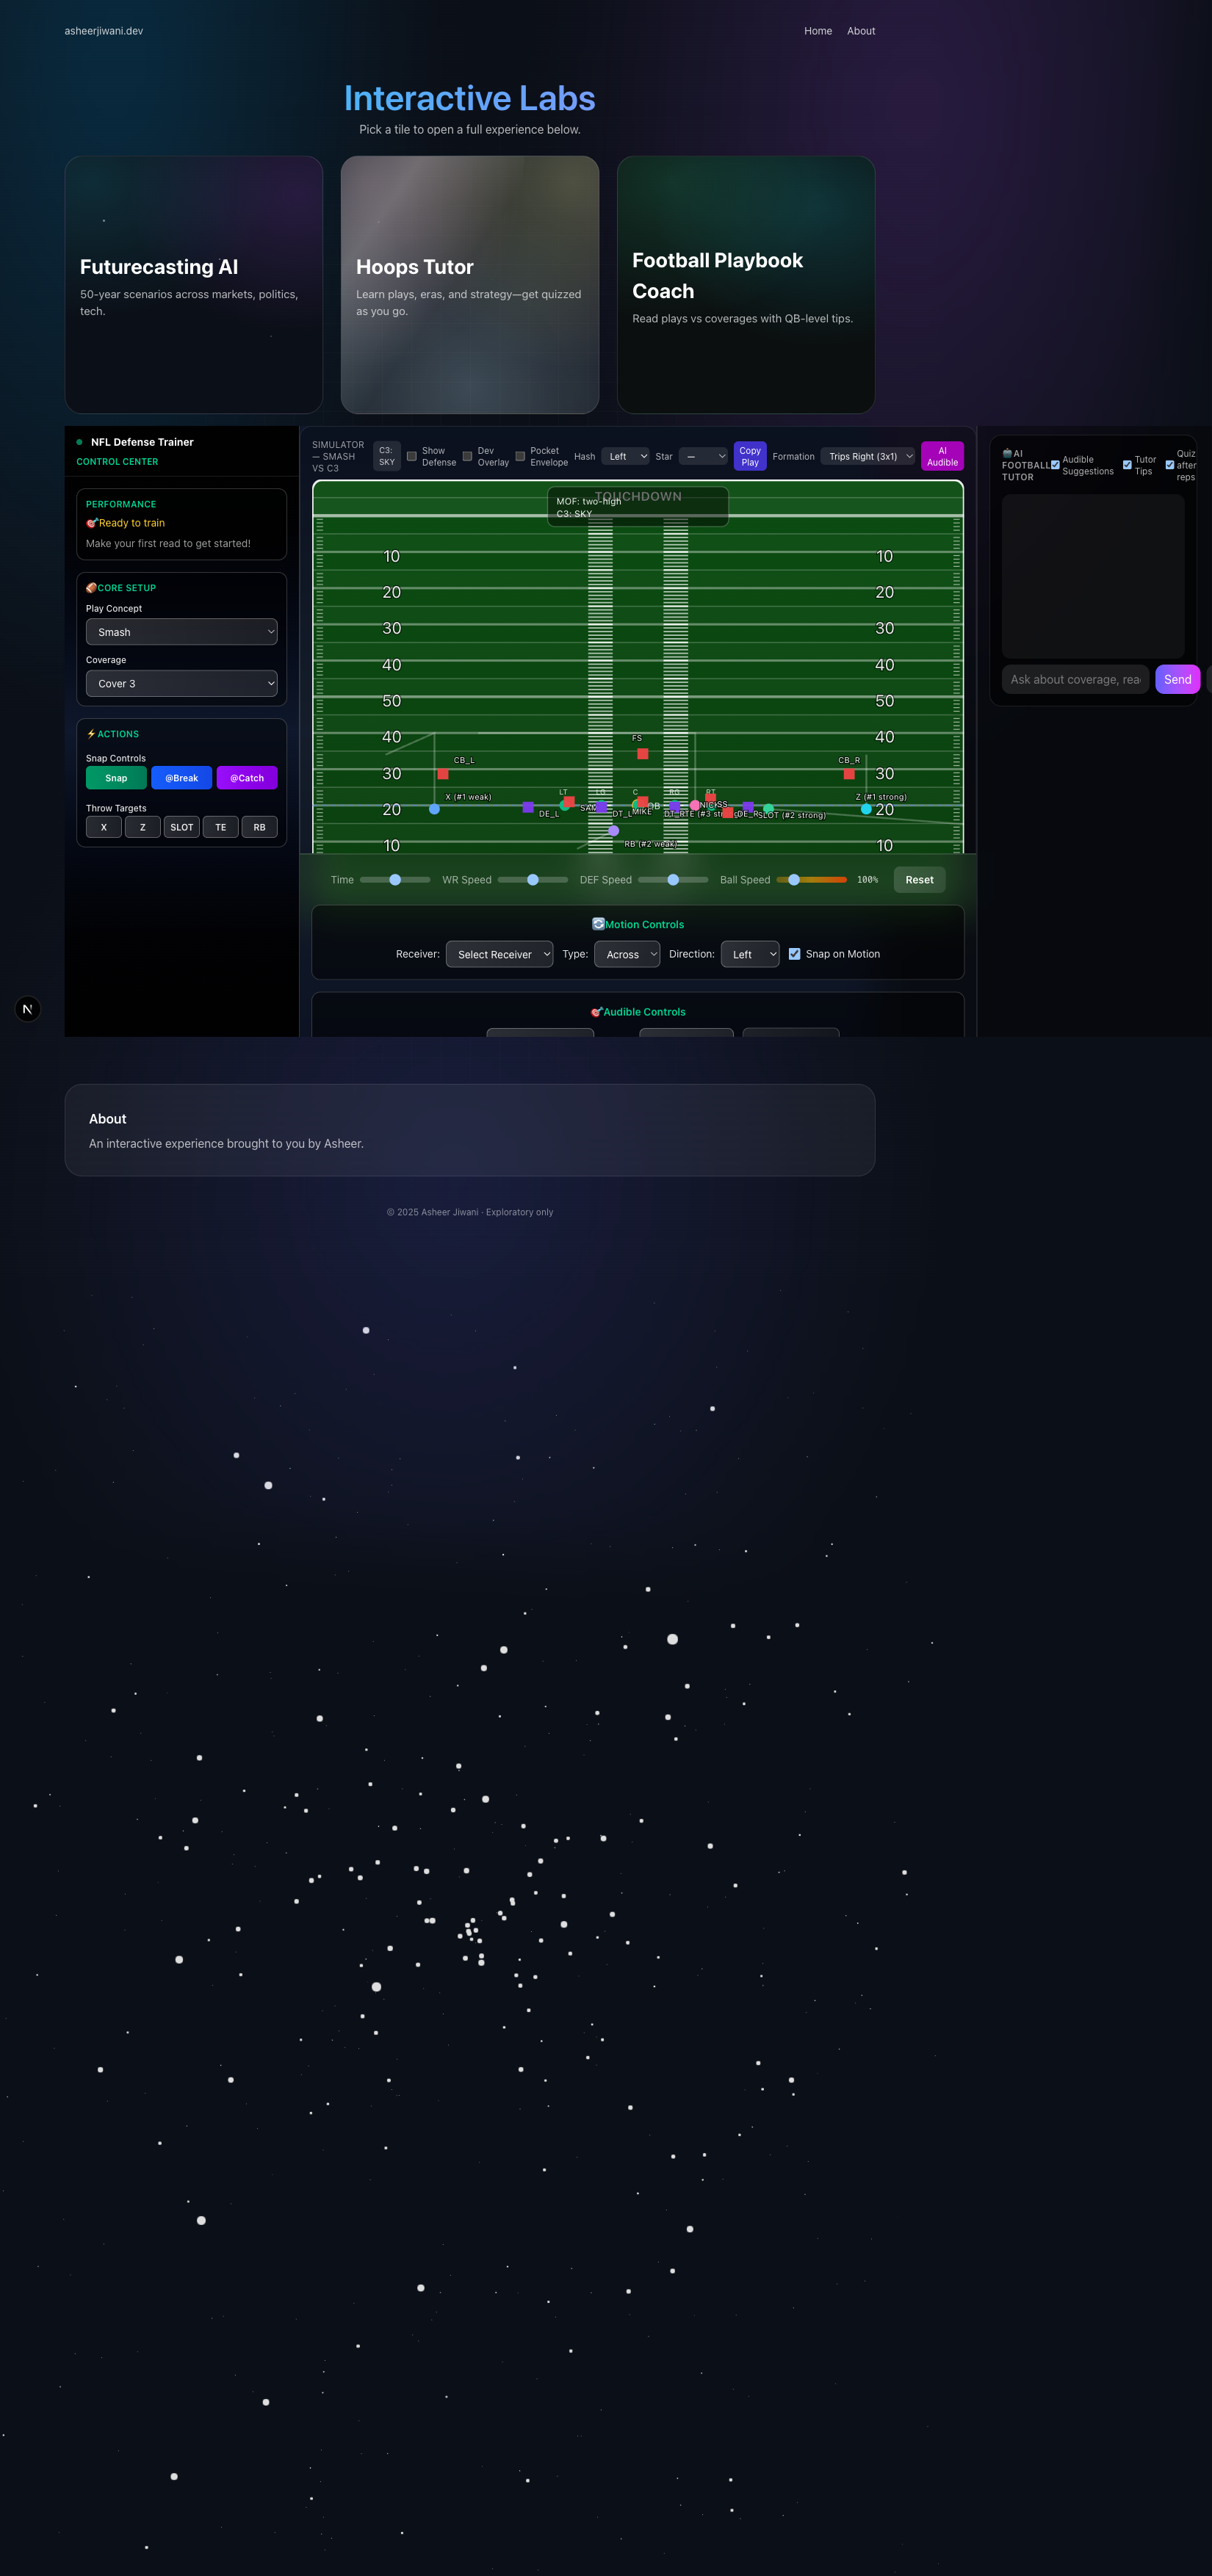 asheerjiwani.dev
Home About
Interactive Labs
Pick a tile to open a full experience below.
Futurecasting AI
50-year scenarios across markets, politics,
tech.
Hoops Tutor
Learn plays, eras, and strategy—get quizzed
as you go.
Football Playbook
Coach
Read plays vs coverages with QB-level tips.
NFL Defense Trainer
CONTROL CENTER
PERFORMANCE
Ready to train
Make your first read to get started!
CORE SETUP
Play Concept
Smash
Coverage
Cover 3
ACTIONS
Snap Controls
Snap @Break @Catch
Throw Targets
X Z SLOT TE RB
SIMULATOR
— SMASH
VS C3
C3:
SKY
Show
Defense
Dev
Overlay
Pocket
Envelope
Hash Left
Star —
Copy
Play
Formation Trips Right (3x1)
AI
Audible
TOUCHDOWN
MOF: two-high
C3: SKY
10 10
20 20
30 30
40 40
50 50
40 40
FS
CB_L CB_R
30 30
LT LG C RG RT
X (#1 weak) Z (#1 strong)
20 20
DE_L DT_L MIKE SS SLOT (#2 strong)
RB (#2 weak)
10 10
Time WR Speed DEF Speed Ball Speed 100% Reset
Motion Controls
Receiver: Select Receiver Type: Across Direction: Left Snap on Motion
Audible Controls
AI
FOOTBALL
TUTOR
Audible
Suggestions
Tutor
Tips
Quiz
after
reps
Ask about coverage, rea
Send
N
About
An interactive experience brought to you by Asheer.
© 2025 Asheer Jiwani · Exploratory only